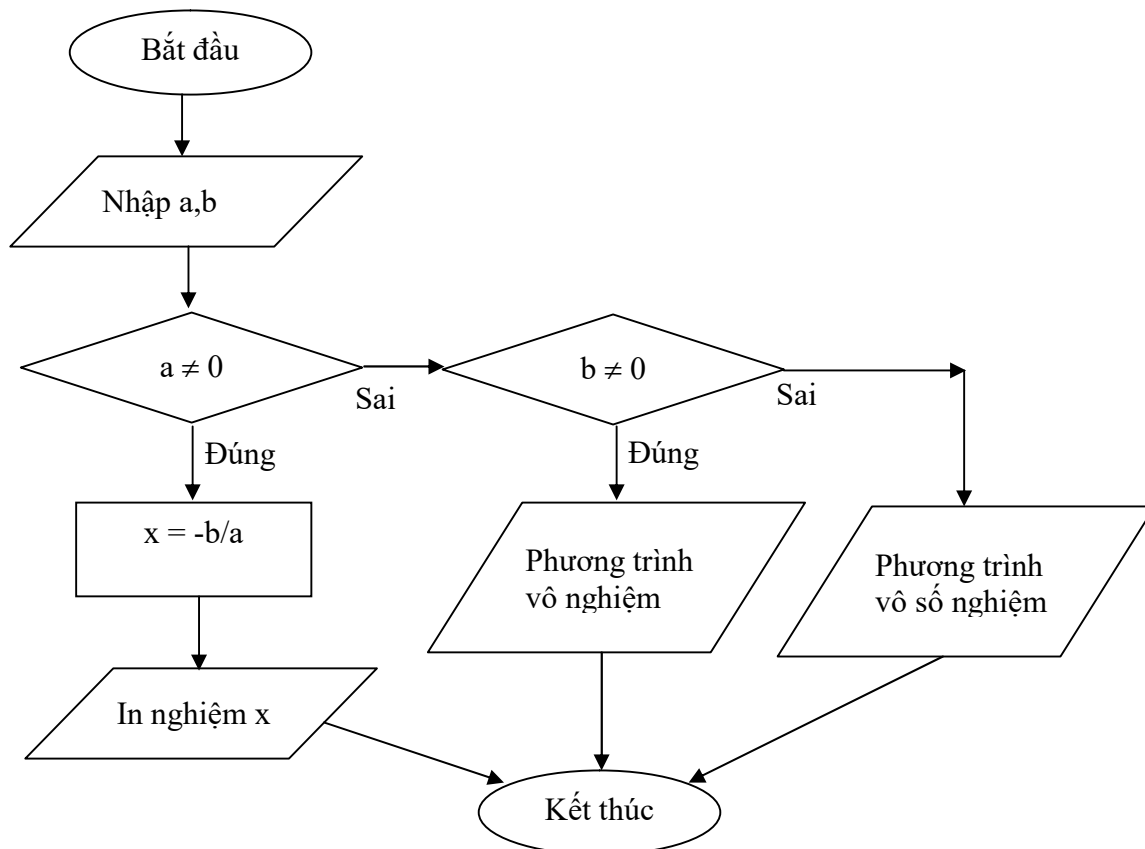 Bắt đầu
Nhập a,b
a ≠ 0
Sai
b ≠ 0
Sai
Đúng
Đúng
x = -b/a
Phương trình
vô nghiệm
Phương trình
vô số nghiệm
In nghiệm x
Kết thúc